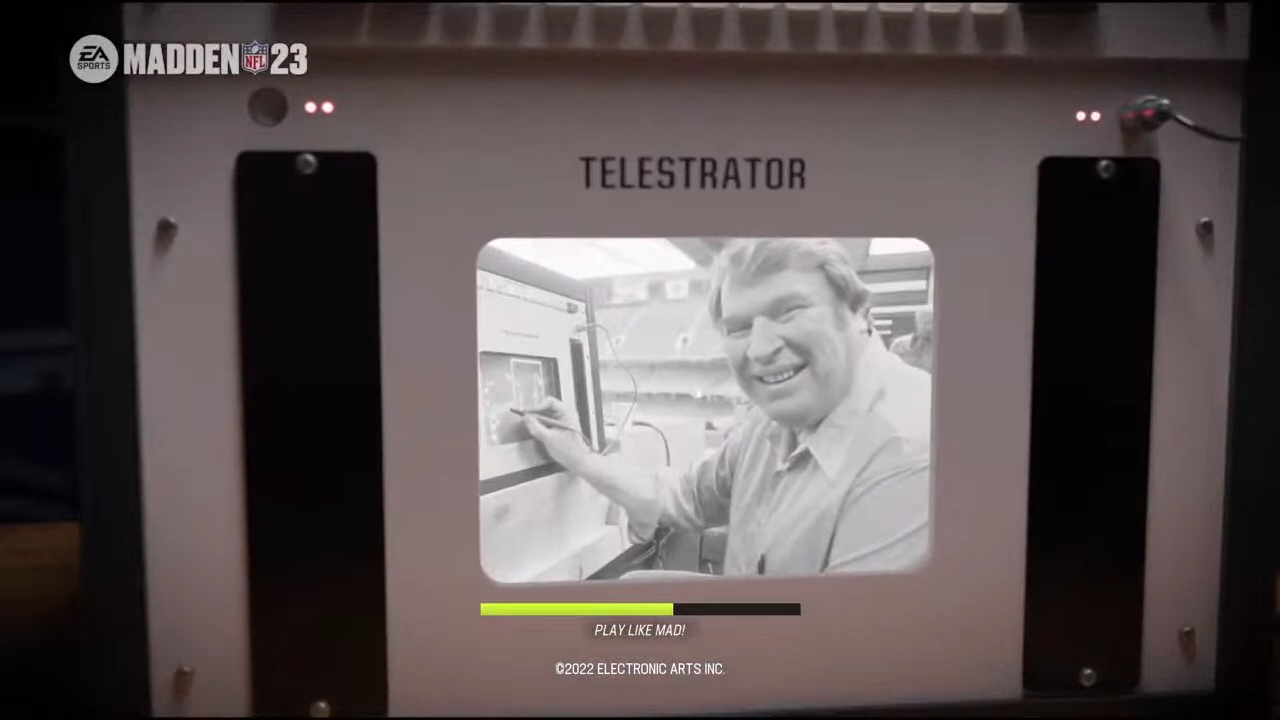 EA
SPORTS
MADDEN NFL 23
TELESTRATOR
PLAY LIKE MAD!
©2022 ELECTRONIC ARTS INC.